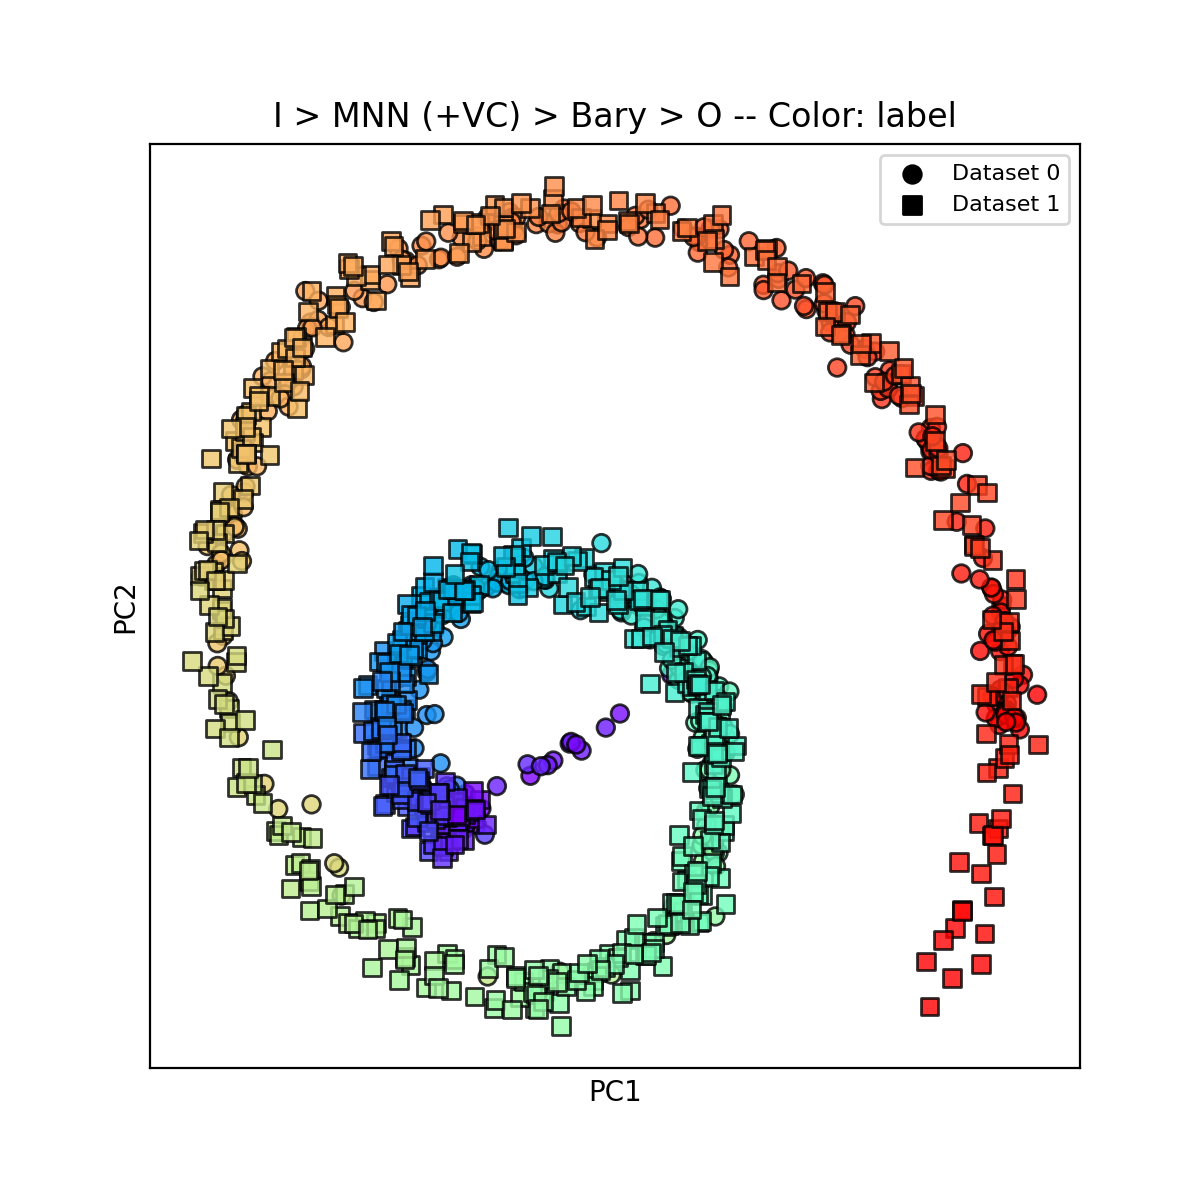 I > MNN (+VC) > Bary > O -- Color: label
Dataset 0
Dataset 1
PC2
PC1